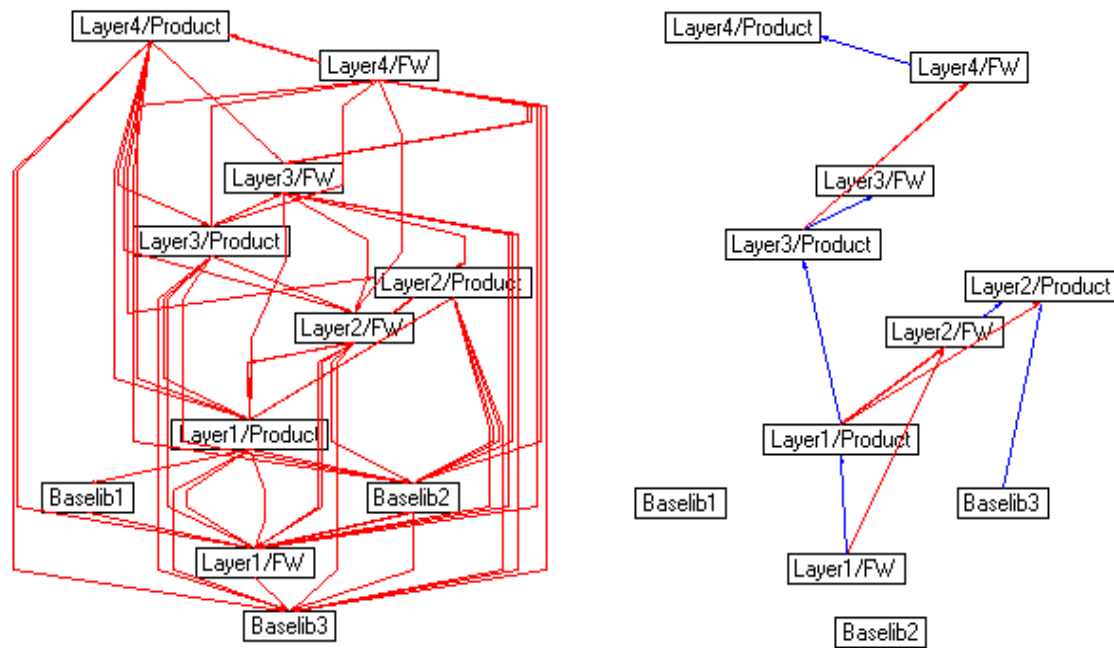 Layer4/Product
Layer4/FW
Layer3/FW
Layer3/Product
Layer2/Product
Layer2/FW
Layer1/Product
Baselib1
Baselib2
Layer1/FW
Baselib3
Layer4/Product
Layer4/FW
Layer3/FW
Layer3/Product
Layer2/Product
Layer2/FW
Layer1/Product
Baselib1
Baselib3
Layer1/FW
Baselib2